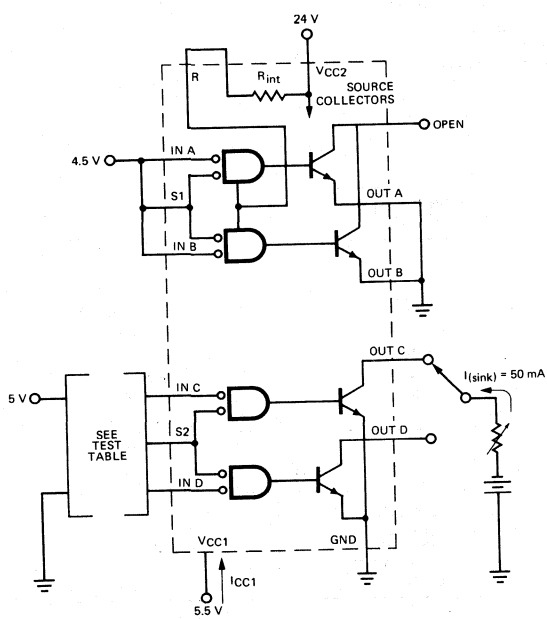 24 V
R
Rint
VCC2
SOURCE
COLLECTORS
OPEN
IN A
4.5 V
S1
OUT A
IN B
OUT B
OUT C
I(sink) = 50 mA
IN C
5 V
SEE
TEST
TABLE
S2
OUT D
IN D
VCC1
GND
ICC1
5.5 V